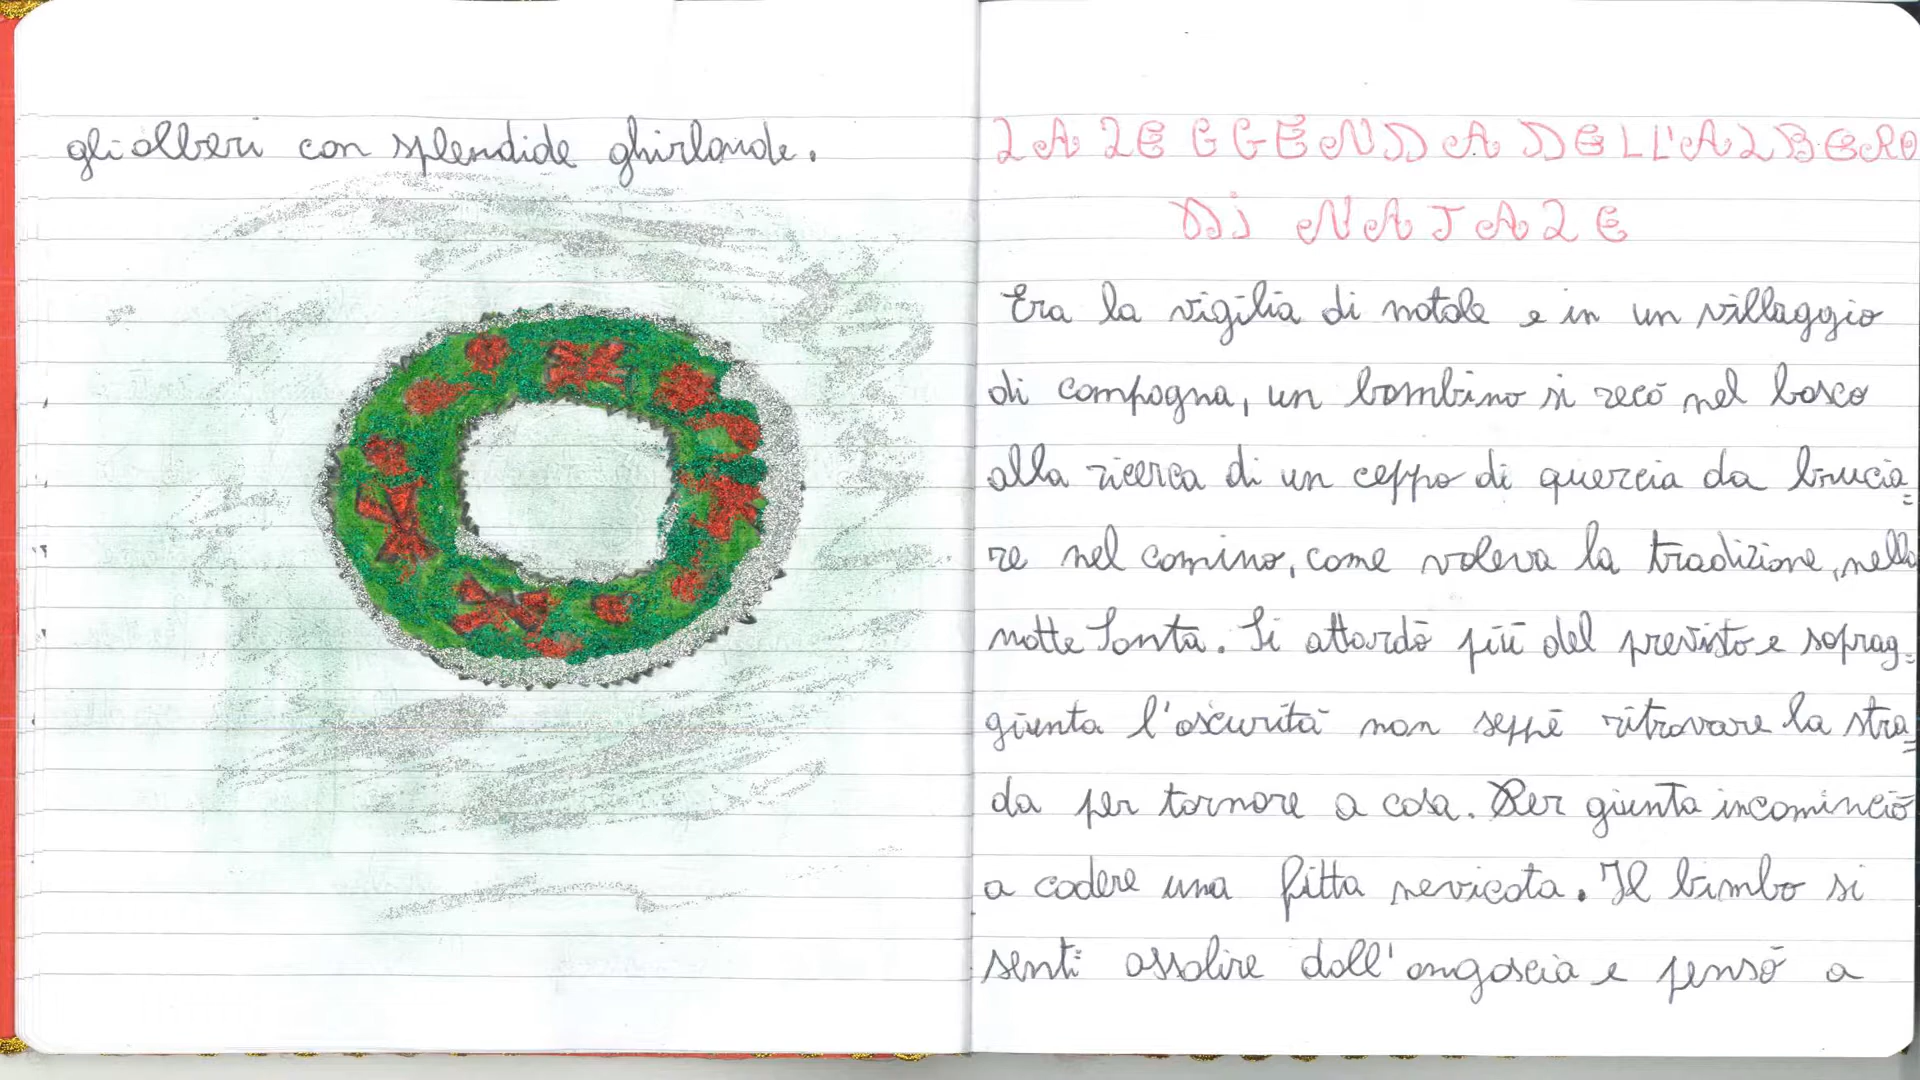 gli alberi con splendide ghirlande.
LA LEGGENDA DELL'ALBERO
DI NATALE
Era la vigilia di natale e in un villaggio
di campagna, un bambino si recò nel bosco
alla ricerca di un ceppo di quercia da brucia=
re nel camino, come voleva la tradizione, nella
notte Santa. Si attardò più del previsto e soprag=
giunta l'oscurità non seppe ritrovare la stra=
da per tornare a casa. Per giunta incominciò
a cadere una fitta nevicata. Il bimbo si
sentì assalire dall'angoscia e pensò a